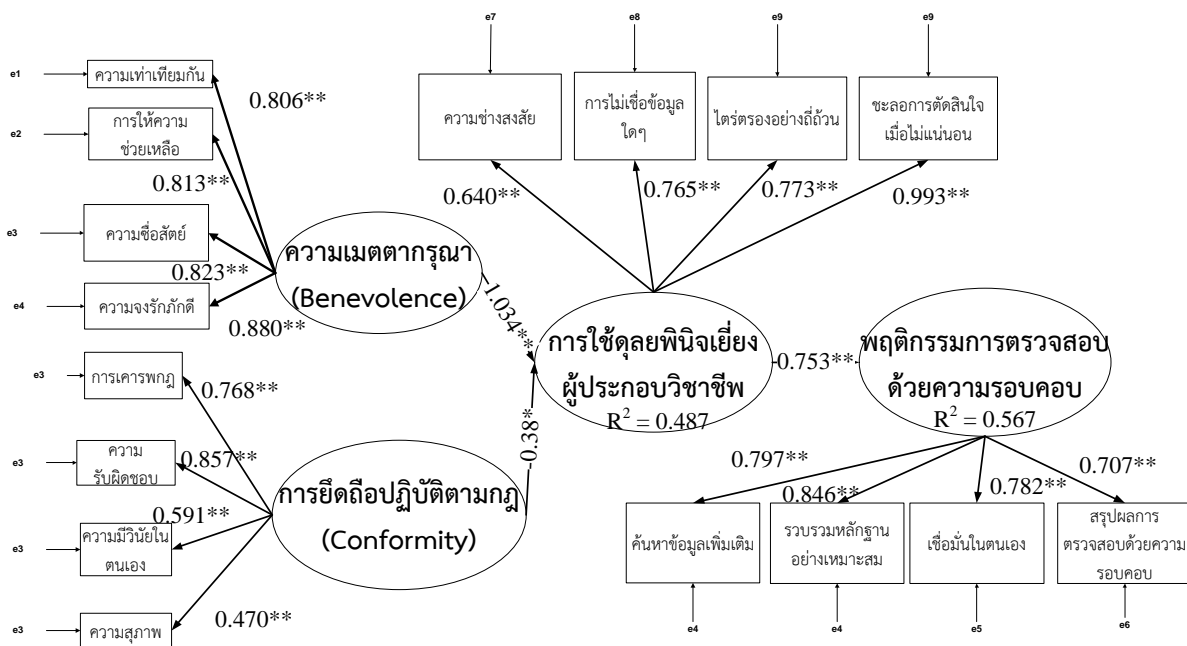 e7
e8
e9
e9
e1
ความเท่าเทียมกัน
0.806**
e2
การให้ความ
ช่วยเหลือ
0.813**
e3
ความซื่อสัตย์
0.823**
e4
ความจงรักภักดี
0.880**
ความช่างสงสัย
การไม่เชื่อข้อมูล
ใดๆ
ไตร่ตรองอย่างถี่ถ้วน
ชะลอการตัดสินใจ
เมื่อไม่แน่นอน
0.640**
0.765**
0.773**
0.993**
ความเมตตากรุณา
(Benevolence)
1.034**
การใช้ดุลยพินิจเยี่ยง
ผู้ประกอบวิชาชีพ
R² = 0.487
0.753**
พฤติกรรมการตรวจสอบ
ด้วยความรอบคอบ
R² = 0.567
e3
การเคารพกฎ
0.768**
e3
ความ
รับผิดชอบ
0.857**
e3
ความมีวินัยใน
ตนเอง
0.591**
e3
ความสุภาพ
0.470**
การยึดถือปฏิบัติตามกฎ
(Conformity)
-0.38*
0.797**
0.846**
0.782**
0.707**
ค้นหาข้อมูลเพิ่มเติม
รวบรวมหลักฐาน
อย่างเหมาะสม
เชื่อมั่นในตนเอง
สรุปผลการ
ตรวจสอบด้วยความ
รอบคอบ
e4
e4
e5
e6